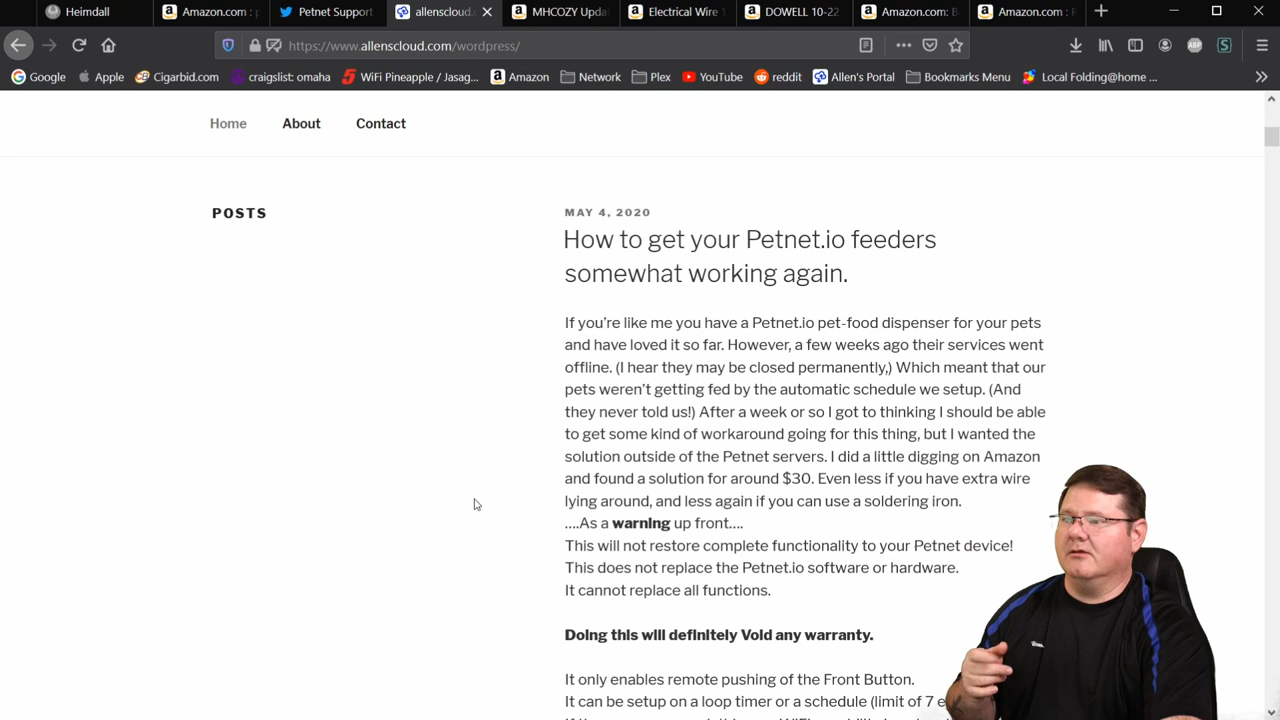 Heimdall
Amazon.com : p
Petnet Support
allenscloud.
MHCOZY Upda
Electrical Wire
DOWELL 10-22
Amazon.com: B
Amazon.com :
https://www.allenscloud.com/wordpress/
ABP
S
Google
Apple
Cigarbid.com
craigslist: omaha
WiFi Pineapple / Jasag...
Amazon
Network
Plex
YouTube
reddit
Allen's Portal
Bookmarks Menu
Local Folding@home ...
Home
About
Contact
POSTS
MAY 4, 2020
How to get your Petnet.io feeders
somewhat working again.
If you’re like me you have a Petnet.io pet-food dispenser for your pets
and have loved it so far. However, a few weeks ago their services went
offline. (I hear they may be closed permanently,) Which meant that our
pets weren’t getting fed by the automatic schedule we setup. (And
they never told us!) After a week or so I got to thinking I should be able
to get some kind of workaround going for this thing, but I wanted the
solution outside of the Petnet servers. I did a little digging on Amazon
and found a solution for around $30. Even less if you have extra wire
lying around, and less again if you can use a soldering iron.
….As a warning up front….
This will not restore complete functionality to your Petnet device!
This does not replace the Petnet.io software or hardware.
It cannot replace all functions.
Doing this will definitely Void any warranty.
It only enables remote pushing of the Front Button.
It can be setup on a loop timer or a schedule (limit of 7 e